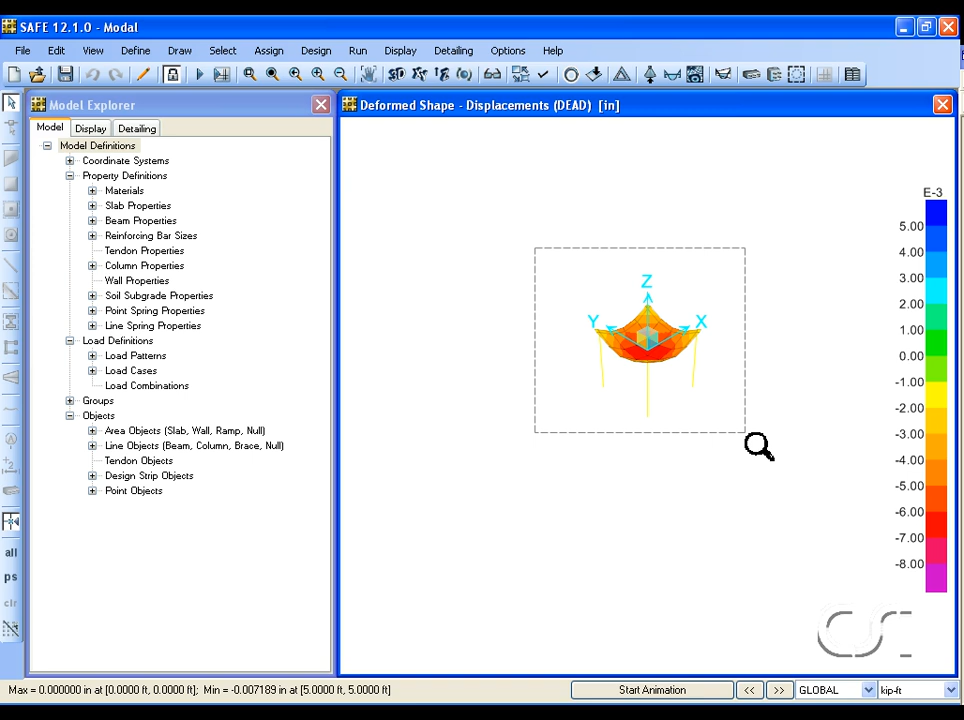 SAFE 12.1.0 - Modal
File Edit View Define Draw Select Assign Design Run Display Detailing Options Help
Model Explorer
Deformed Shape - Displacements (DEAD) [in]
Model Display Detailing
Model Definitions
Coordinate Systems
Property Definitions
Materials
Slab Properties
Beam Properties
Reinforcing Bar Sizes
Tendon Properties
Column Properties
Wall Properties
Soil Subgrade Properties
Point Spring Properties
Line Spring Properties
Load Definitions
Load Patterns
Load Cases
Load Combinations
Groups
Objects
Area Objects (Slab, Wall, Ramp, Null)
Line Objects (Beam, Column, Brace, Null)
Tendon Objects
Design Strip Objects
Point Objects
all
ps
clr
Z
Y X
E-3
5.00
4.00
3.00
2.00
1.00
0.00
-1.00
-2.00
-3.00
-4.00
-5.00
-6.00
-7.00
-8.00
CSI
Max = 0.000000 in at [0.0000 ft, 0.0000 ft]; Min = -0.007189 in at [5.0000 ft, 5.0000 ft]
Start Animation << >> GLOBAL kip-ft